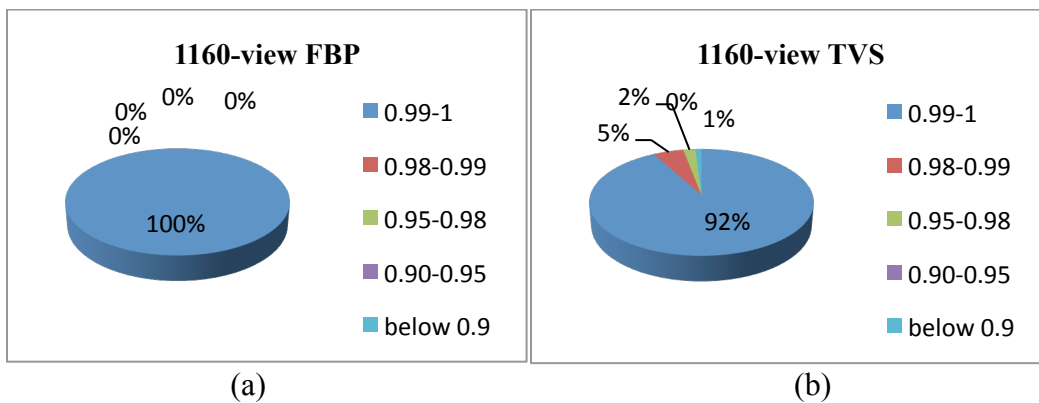 1160-view FBP
0% 0% 0% 0%
100%
0.99-1
0.98-0.99
0.95-0.98
0.90-0.95
below 0.9
(a)
1160-view TVS
2% 0% 1%
5%
92%
0.99-1
0.98-0.99
0.95-0.98
0.90-0.95
below 0.9
(b)